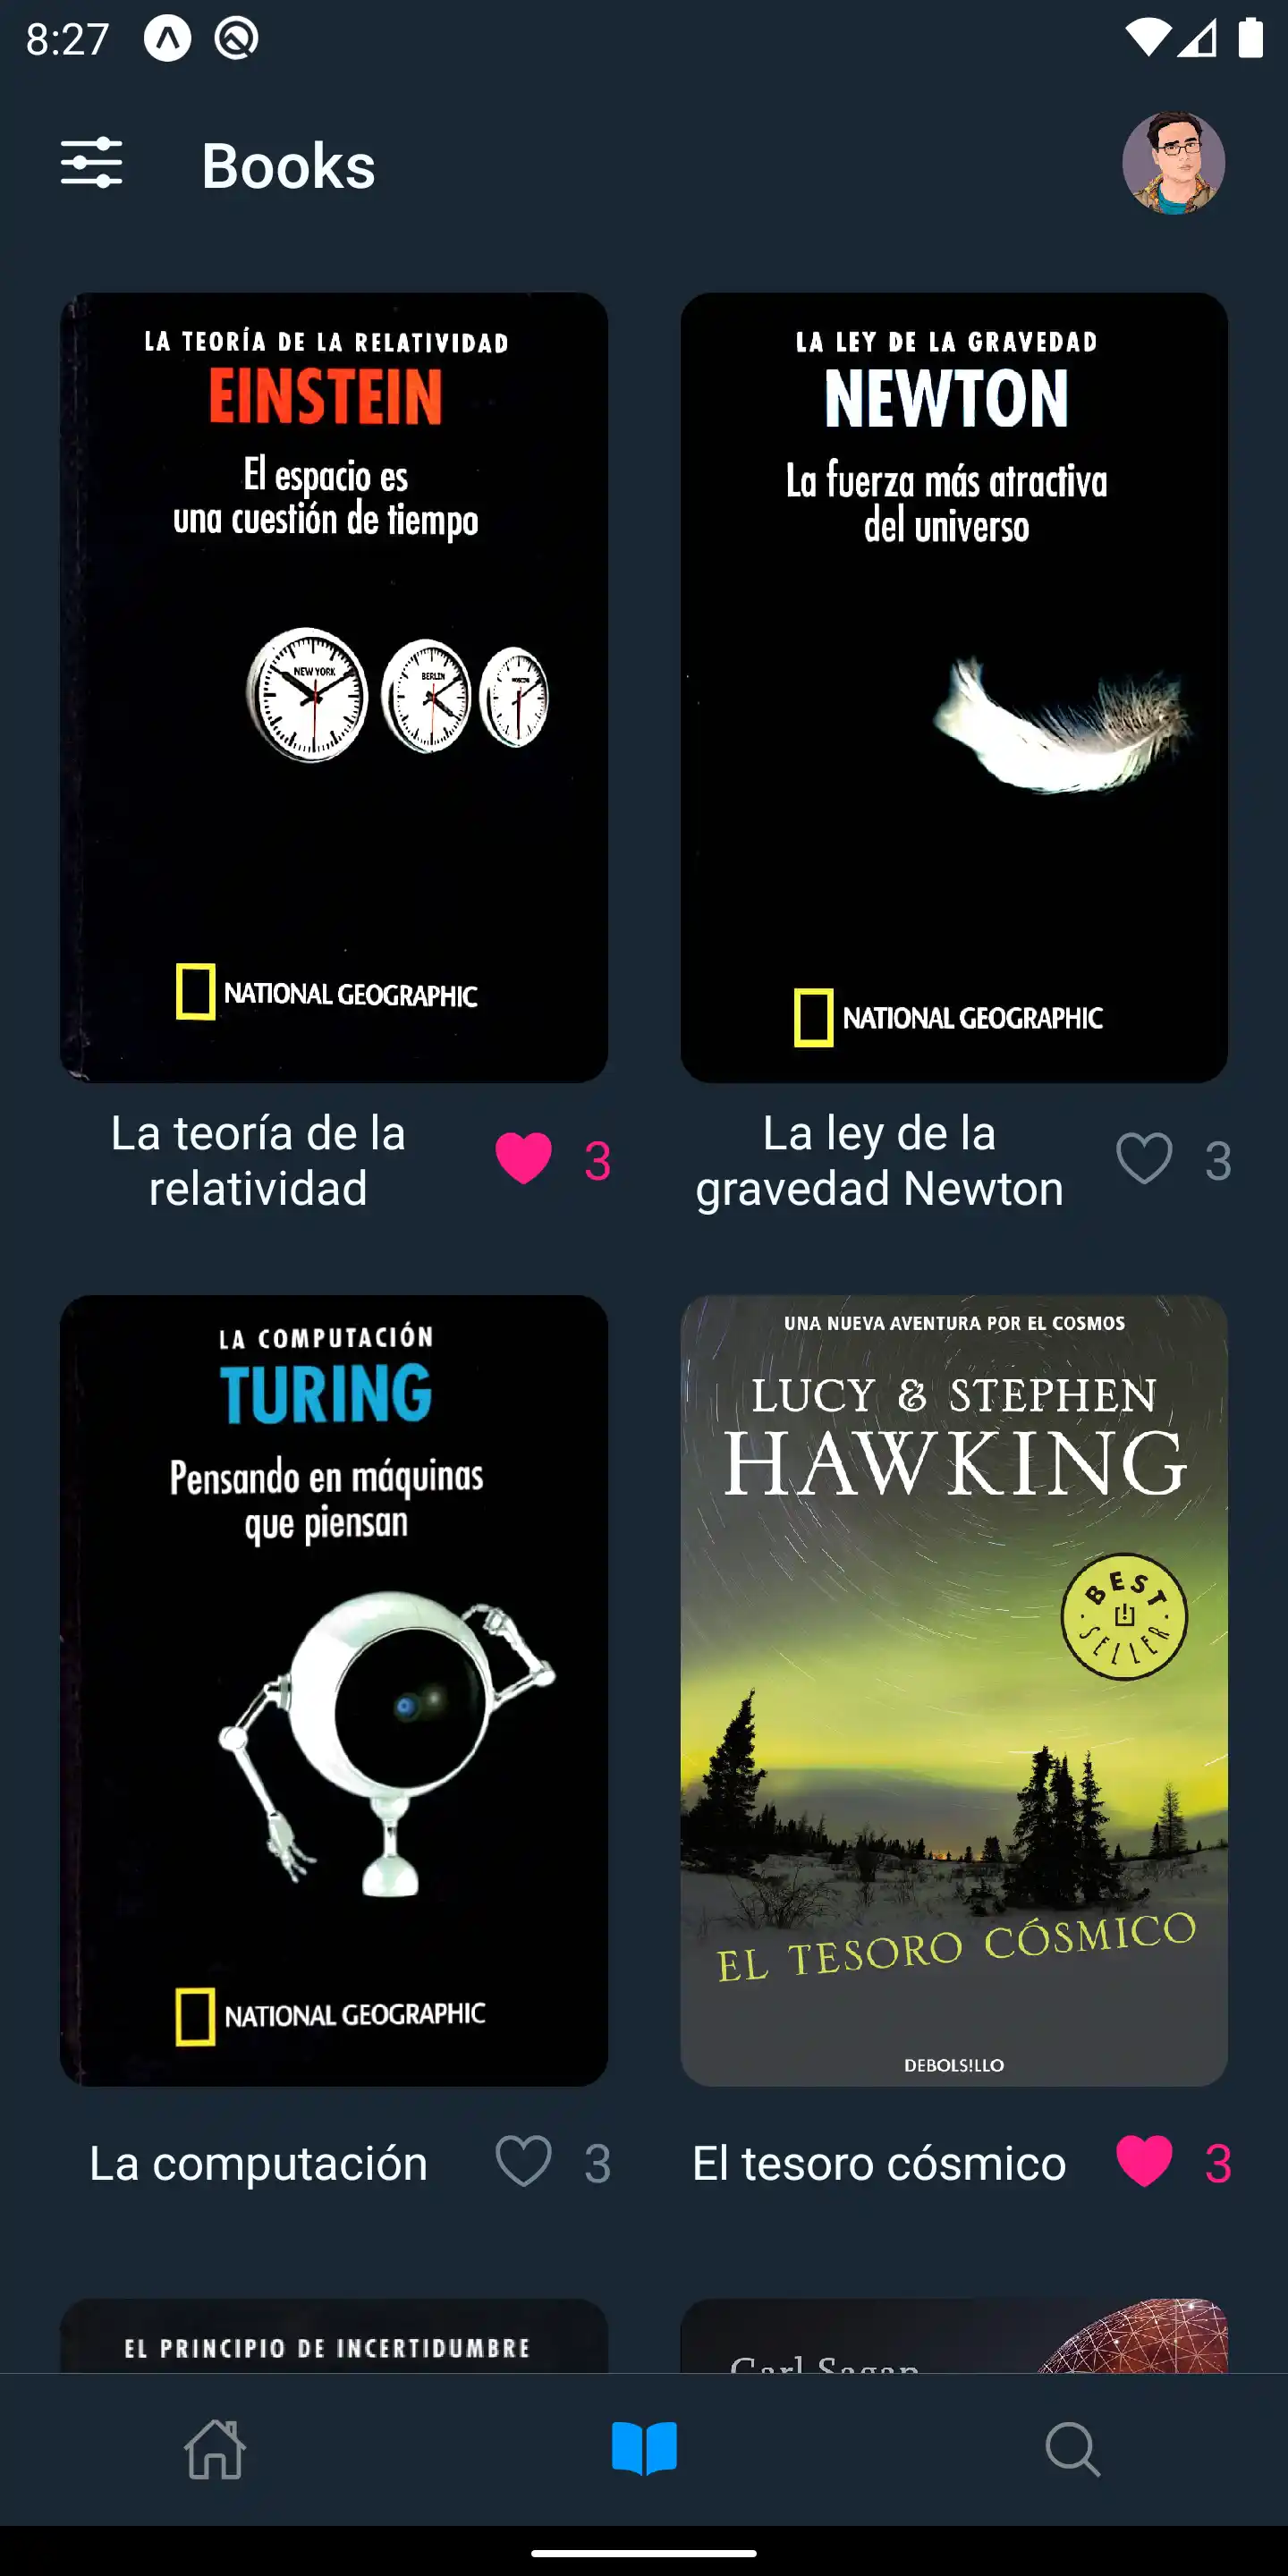 8:27
Books
LA TEORÍA DE LA RELATIVIDAD
EINSTEIN
El espacio es
una cuestión de tiempo
NEW YORK
BERLIN
MOSCOW
NATIONAL GEOGRAPHIC
La teoría de la
relatividad
3
LA LEY DE LA GRAVEDAD
NEWTON
La fuerza más atractiva
del universo
NATIONAL GEOGRAPHIC
La ley de la
gravedad Newton
3
LA COMPUTACIÓN
TURING
Pensando en máquinas
que piensan
NATIONAL GEOGRAPHIC
La computación
3
UNA NUEVA AVENTURA POR EL COSMOS
LUCY & STEPHEN
HAWKING
BEST
SELLER
EL TESORO CÓSMICO
DEBOLS!LLO
El tesoro cósmico
3
EL PRINCIPIO DE INCERTIDUMBRE
Carl Sagan